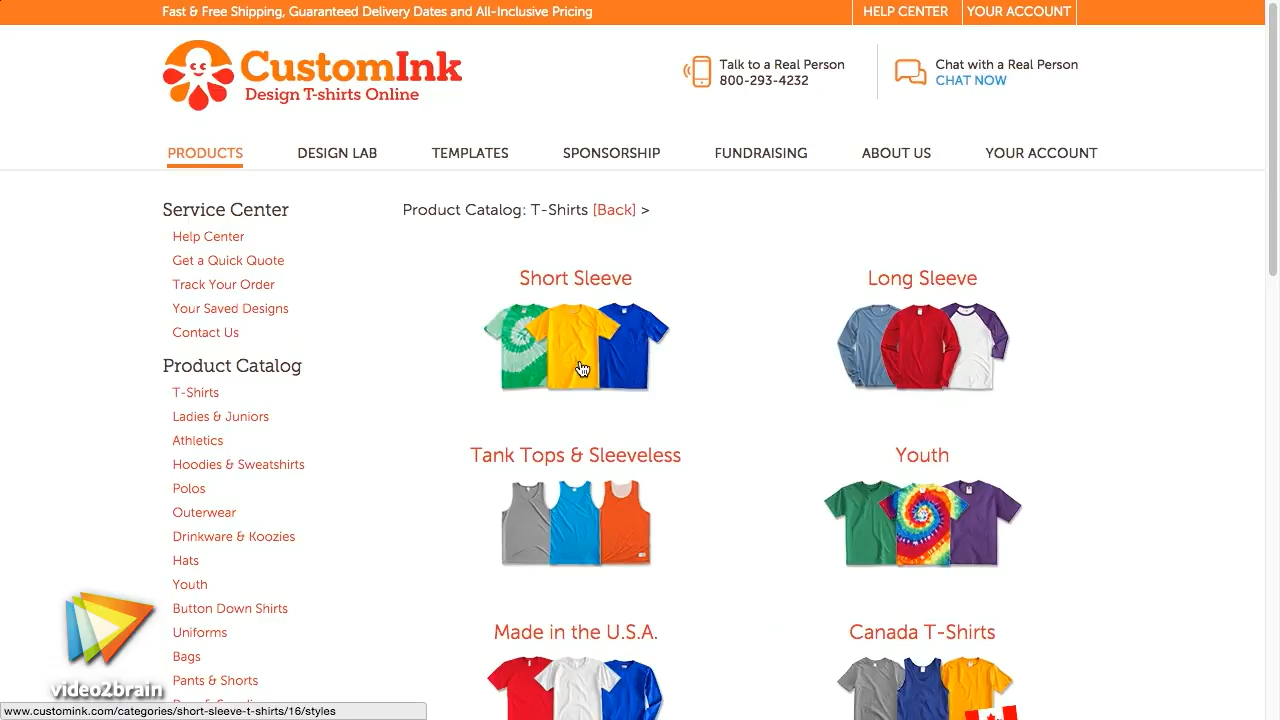 Fast & Free Shipping, Guaranteed Delivery Dates and All-Inclusive Pricing
HELP CENTER
YOUR ACCOUNT
CustomInk
Design T-shirts Online
Talk to a Real Person
800-293-4232
Chat with a Real Person
CHAT NOW
PRODUCTS
DESIGN LAB
TEMPLATES
SPONSORSHIP
FUNDRAISING
ABOUT US
YOUR ACCOUNT
Service Center
Help Center
Get a Quick Quote
Track Your Order
Your Saved Designs
Contact Us
Product Catalog
T-Shirts
Ladies & Juniors
Athletics
Hoodies & Sweatshirts
Polos
Outerwear
Drinkware & Koozies
Hats
Youth
Button Down Shirts
Uniforms
Bags
Pants & Shorts
Product Catalog: T-Shirts [Back] >
Short Sleeve
Long Sleeve
Tank Tops & Sleeveless
Youth
Made in the U.S.A.
Canada T-Shirts
video2brain
www.customink.com/categories/short-sleeve-t-shirts/16/styles